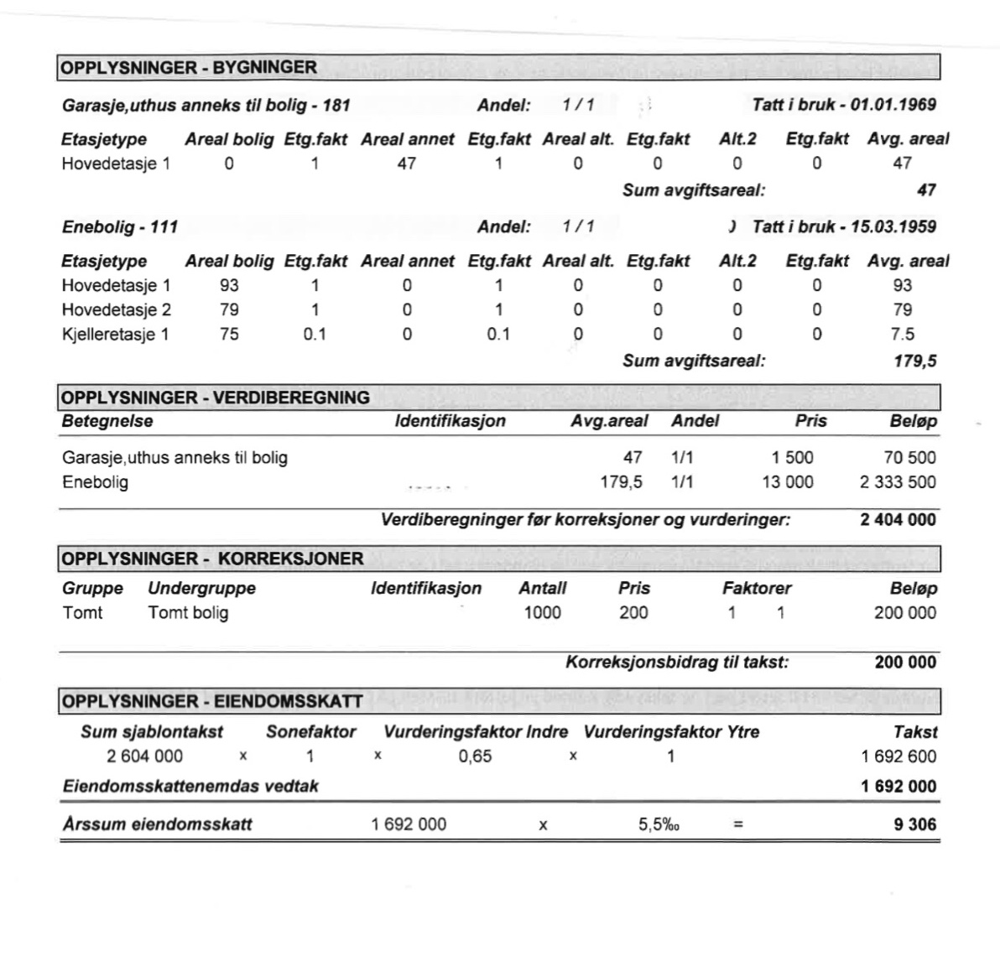 OPPLYSNINGER - BYGNINGER
Garasje,uthus anneks til bolig - 181 Andel: 1 / 1 Tatt i bruk - 01.01.1969
Etasjetype Areal bolig Etg.fakt Areal annet Etg.fakt Areal alt. Etg.fakt Alt.2 Etg.fakt Avg. areal
Hovedetasje 1 0 1 47 1 0 0 0 0 47
Sum avgiftsareal: 47
Enebolig - 111 Andel: 1 / 1 Tatt i bruk - 15.03.1959
Etasjetype Areal bolig Etg.fakt Areal annet Etg.fakt Areal alt. Etg.fakt Alt.2 Etg.fakt Avg. areal
Hovedetasje 1 93 1 0 1 0 0 0 0 93
Hovedetasje 2 79 1 0 1 0 0 0 0 79
Kjelleretasje 1 75 0.1 0 0.1 0 0 0 0 7.5
Sum avgiftsareal: 179,5
OPPLYSNINGER - VERDIBEREGNING
Betegnelse Identifikasjon Avg.areal Andel Pris Beløp
Garasje,uthus anneks til bolig 47 1/1 1 500 70 500
Enebolig 179,5 1/1 13 000 2 333 500
Verdiberegninger før korreksjoner og vurderinger: 2 404 000
OPPLYSNINGER - KORREKSJONER
Gruppe Undergruppe Identifikasjon Antall Pris Faktorer Beløp
Tomt Tomt bolig 1000 200 1 1 200 000
Korreksjonsbidrag til takst: 200 000
OPPLYSNINGER - EIENDOMSSKATT
Sum sjablontakst Sonefaktor Vurderingsfaktor Indre Vurderingsfaktor Ytre Takst
2 604 000 x 1 x 0,65 x 1 1 692 600
Eiendomsskattenemdas vedtak 1 692 000
Årssum eiendomsskatt 1 692 000 x 5,5‰ = 9 306